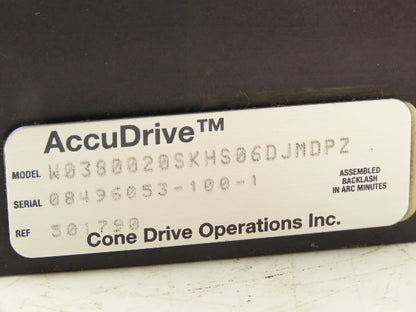 AccuDrive™
MODEL W0380020SKHS06DJMDPZ
SERIAL 08496053-100-1
ASSEMBLED
BACKLASH
IN ARC MINUTES
REF 501790
Cone Drive Operations Inc.